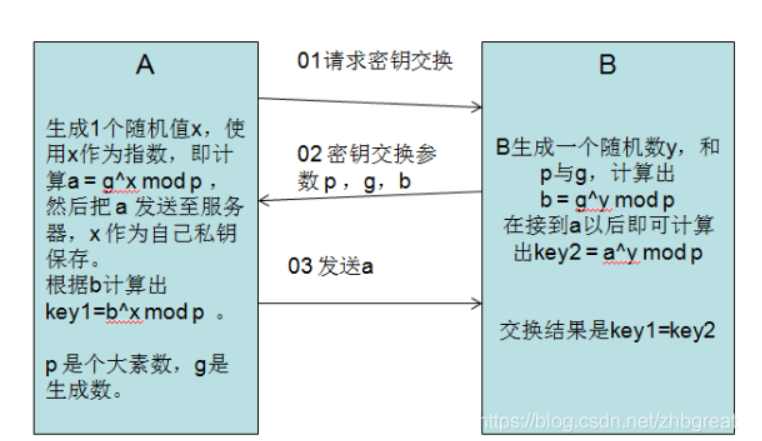 A
生成1个随机值x，使
用x作为指数，即计
算a = g^x mod p ，
然后把 a 发送至服务
器，x 作为自己私钥
保存。
根据b计算出
key1=b^x mod p 。
p 是个大素数，g是
生成数。
01请求密钥交换
02 密钥交换参
数 p ，g，b
03 发送a
B
B生成一个随机数y，和
p与g，计算出
b = g^y mod p
在接到a以后即可计算
出key2 = a^y mod p
交换结果是key1=key2
https://blog.csdn.net/zhbgreat